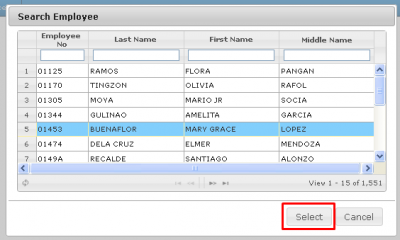 Search Employee
Employee No Last Name First Name Middle Name
1 01125 RAMOS FLORA PANGAN
2 01170 TINGZON OLIVIA RAFOL
3 01305 MOYA MARIO JR SOCIA
4 01344 GULINAO AMELITA GARCIA
5 01453 BUENAFLOR MARY GRACE LOPEZ
6 01474 DELA CRUZ ELMER MENDOZA
7 0149A RECALDE SANTIAGO ALONZO
View 1 - 15 of 1,551
Select Cancel